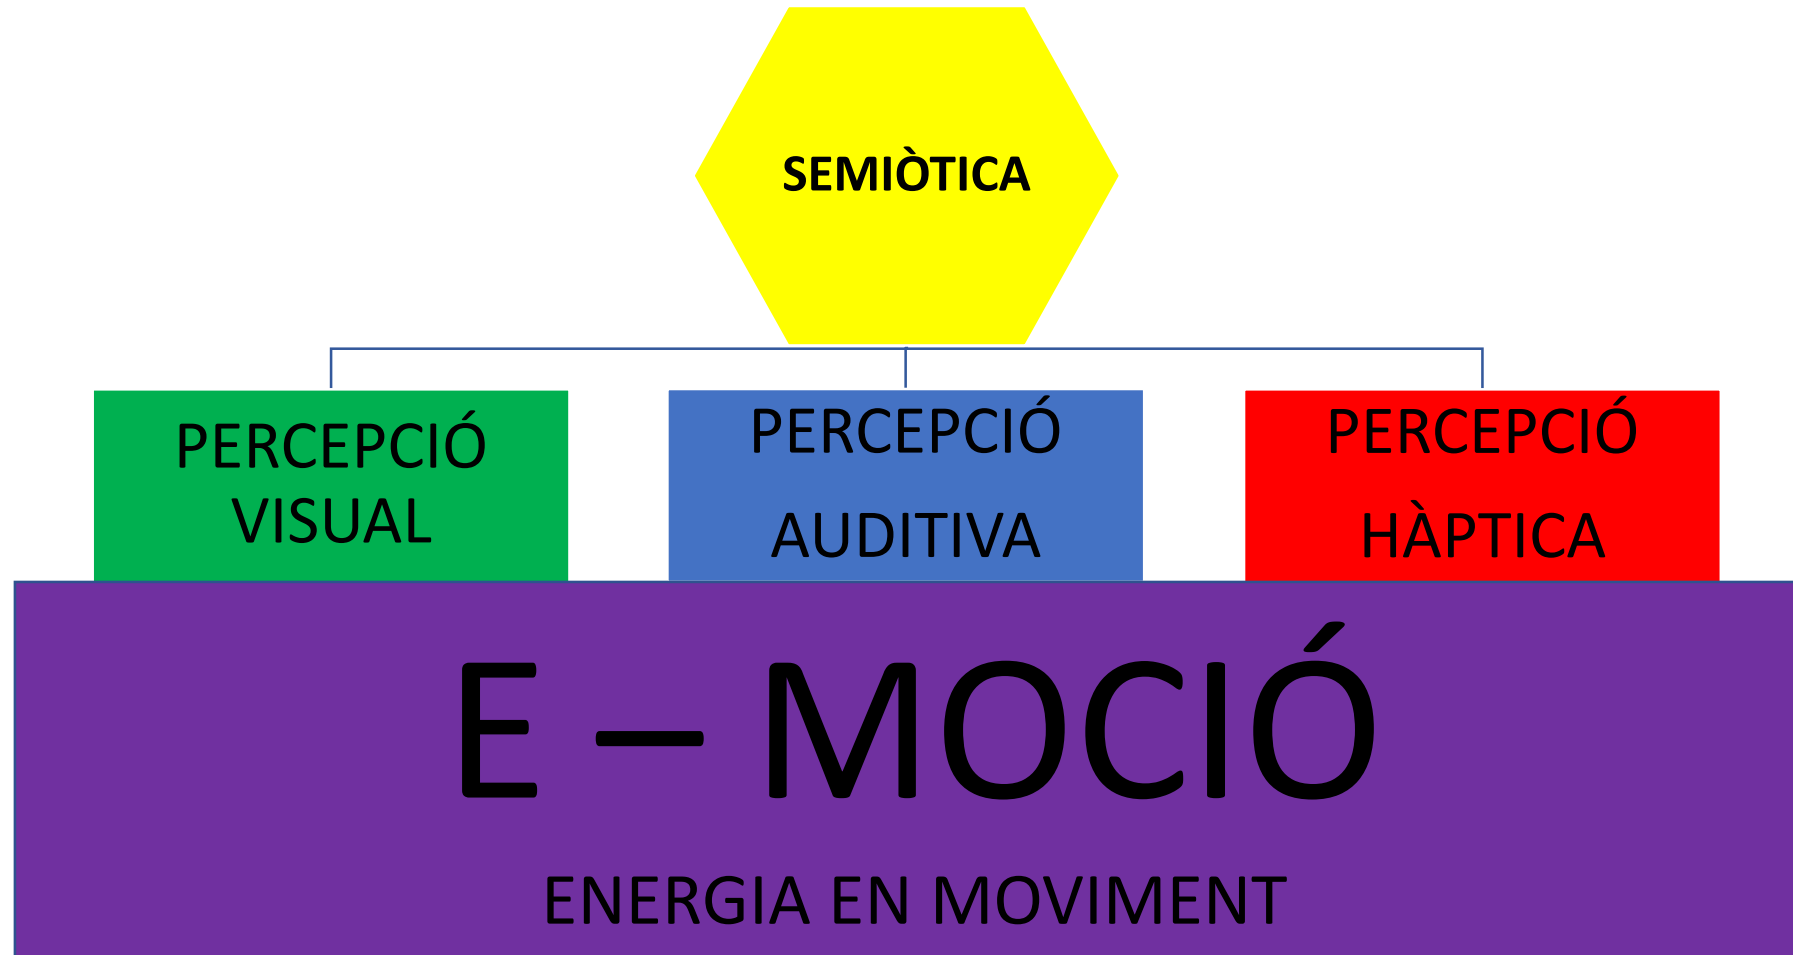 SEMIÒTICA
PERCEPCIÓ
VISUAL
PERCEPCIÓ
AUDITIVA
PERCEPCIÓ
HÀPTICA
E – MOCIÓ
ENERGIA EN MOVIMENT